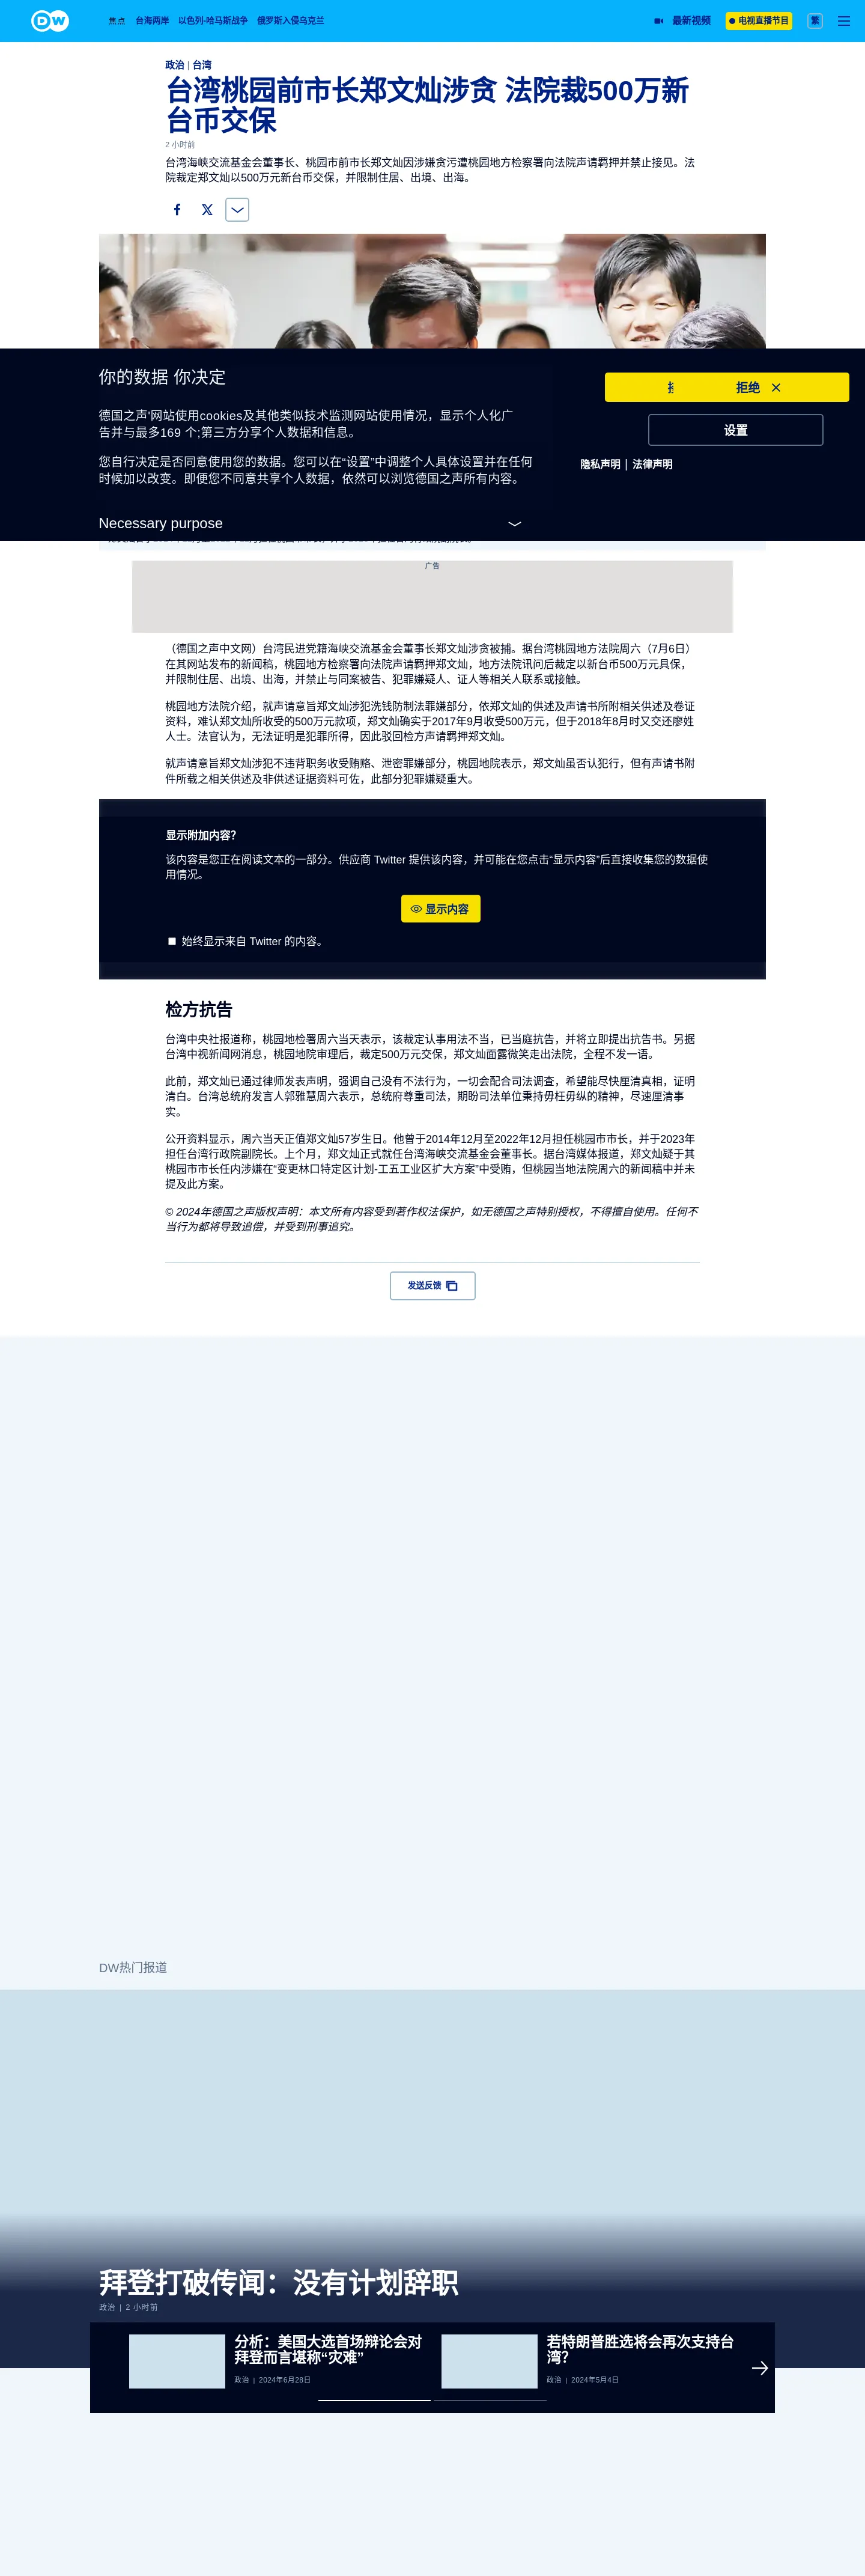 DW
焦点 台海两岸 以色列-哈马斯战争 俄罗斯入侵乌克兰
最新视频 电视直播节目 繁
政治 | 台湾
台湾桃园前市长郑文灿涉贪 法院裁500万新
台币交保
2 小时前
台湾海峡交流基金会董事长、桃园市前市长郑文灿因涉嫌贪污遭桃园地方检察署向法院声请羁押并禁止接见。法
院裁定郑文灿以500万元新台币交保，并限制住居、出境、出海。
你的数据 你决定
德国之声'网站使用cookies及其他类似技术监测网站使用情况，显示个人化广
告并与最多169 个;第三方分享个人数据和信息。
您自行决定是否同意使用您的数据。您可以在“设置”中调整个人具体设置并在任何
时候加以改变。即便您不同意共享个人数据，依然可以浏览德国之声所有内容。
Necessary purpose
拒绝
设置
隐私声明 | 法律声明
广告
（德国之声中文网）台湾民进党籍海峡交流基金会董事长郑文灿涉贪被捕。据台湾桃园地方法院周六（7月6日）
在其网站发布的新闻稿，桃园地方检察署向法院声请羁押郑文灿，地方法院讯问后裁定以新台币500万元具保，
并限制住居、出境、出海，并禁止与同案被告、犯罪嫌疑人、证人等相关人联系或接触。
桃园地方法院介绍，就声请意旨郑文灿涉犯洗钱防制法罪嫌部分，依郑文灿的供述及声请书所附相关供述及卷证
资料，难认郑文灿所收受的500万元款项，郑文灿确实于2017年9月收受500万元，但于2018年8月时又交还廖姓
人士。法官认为，无法证明是犯罪所得，因此驳回检方声请羁押郑文灿。
就声请意旨郑文灿涉犯不违背职务收受贿赂、泄密罪嫌部分，桃园地院表示，郑文灿虽否认犯行，但有声请书附
件所载之相关供述及非供述证据资料可佐，此部分犯罪嫌疑重大。
显示附加内容？
该内容是您正在阅读文本的一部分。供应商 Twitter 提供该内容，并可能在您点击“显示内容”后直接收集您的数据使
用情况。
显示内容
始终显示来自 Twitter 的内容。
检方抗告
台湾中央社报道称，桃园地检署周六当天表示，该裁定认事用法不当，已当庭抗告，并将立即提出抗告书。另据
台湾中视新闻网消息，桃园地院审理后，裁定500万元交保，郑文灿面露微笑走出法院，全程不发一语。
此前，郑文灿已通过律师发表声明，强调自己没有不法行为，一切会配合司法调查，希望能尽快厘清真相，证明
清白。台湾总统府发言人郭雅慧周六表示，总统府尊重司法，期盼司法单位秉持毋枉毋纵的精神，尽速厘清事
实。
公开资料显示，周六当天正值郑文灿57岁生日。他曾于2014年12月至2022年12月担任桃园市市长，并于2023年
担任台湾行政院副院长。上个月，郑文灿正式就任台湾海峡交流基金会董事长。据台湾媒体报道，郑文灿疑于其
桃园市市长任内涉嫌在“变更林口特定区计划-工五工业区扩大方案”中受贿，但桃园当地法院周六的新闻稿中并未
提及此方案。
© 2024年德国之声版权声明：本文所有内容受到著作权法保护，如无德国之声特别授权，不得擅自使用。任何不
当行为都将导致追偿，并受到刑事追究。
发送反馈
DW热门报道
拜登打破传闻：没有计划辞职
政治 | 2 小时前
分析：美国大选首场辩论会对
拜登而言堪称“灾难”
政治 | 2024年6月28日
若特朗普胜选将会再次支持台
湾？
政治 | 2024年5月4日